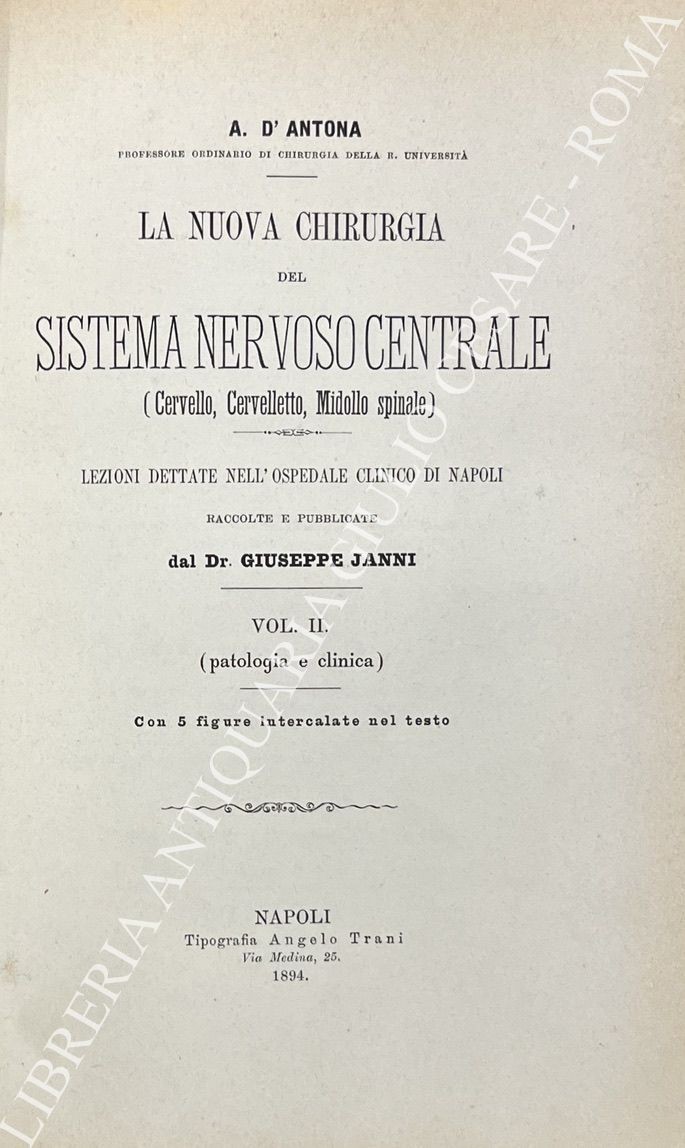 A. D' ANTONA
PROFESSORE ORDINARIO DI CHIRURGIA DELLA R. UNIVERSITÀ
LA NUOVA CHIRURGIA
DEL
SISTEMA NERVOSO CENTRALE
(Cervello, Cervelletto, Midollo spinale)
LEZIONI DETTATE NELL'OSPEDALE CLINICO DI NAPOLI
RACCOLTE E PUBBLICATE
dal Dr. GIUSEPPE JANNI
VOL. II.
(patologia e clinica)
Con 5 figure intercalate nel testo
NAPOLI
Tipografia Angelo Trani
Via Medina, 25.
1894.
LIBRERIA ANTIQUARIA GIULIO CESARE - ROMA